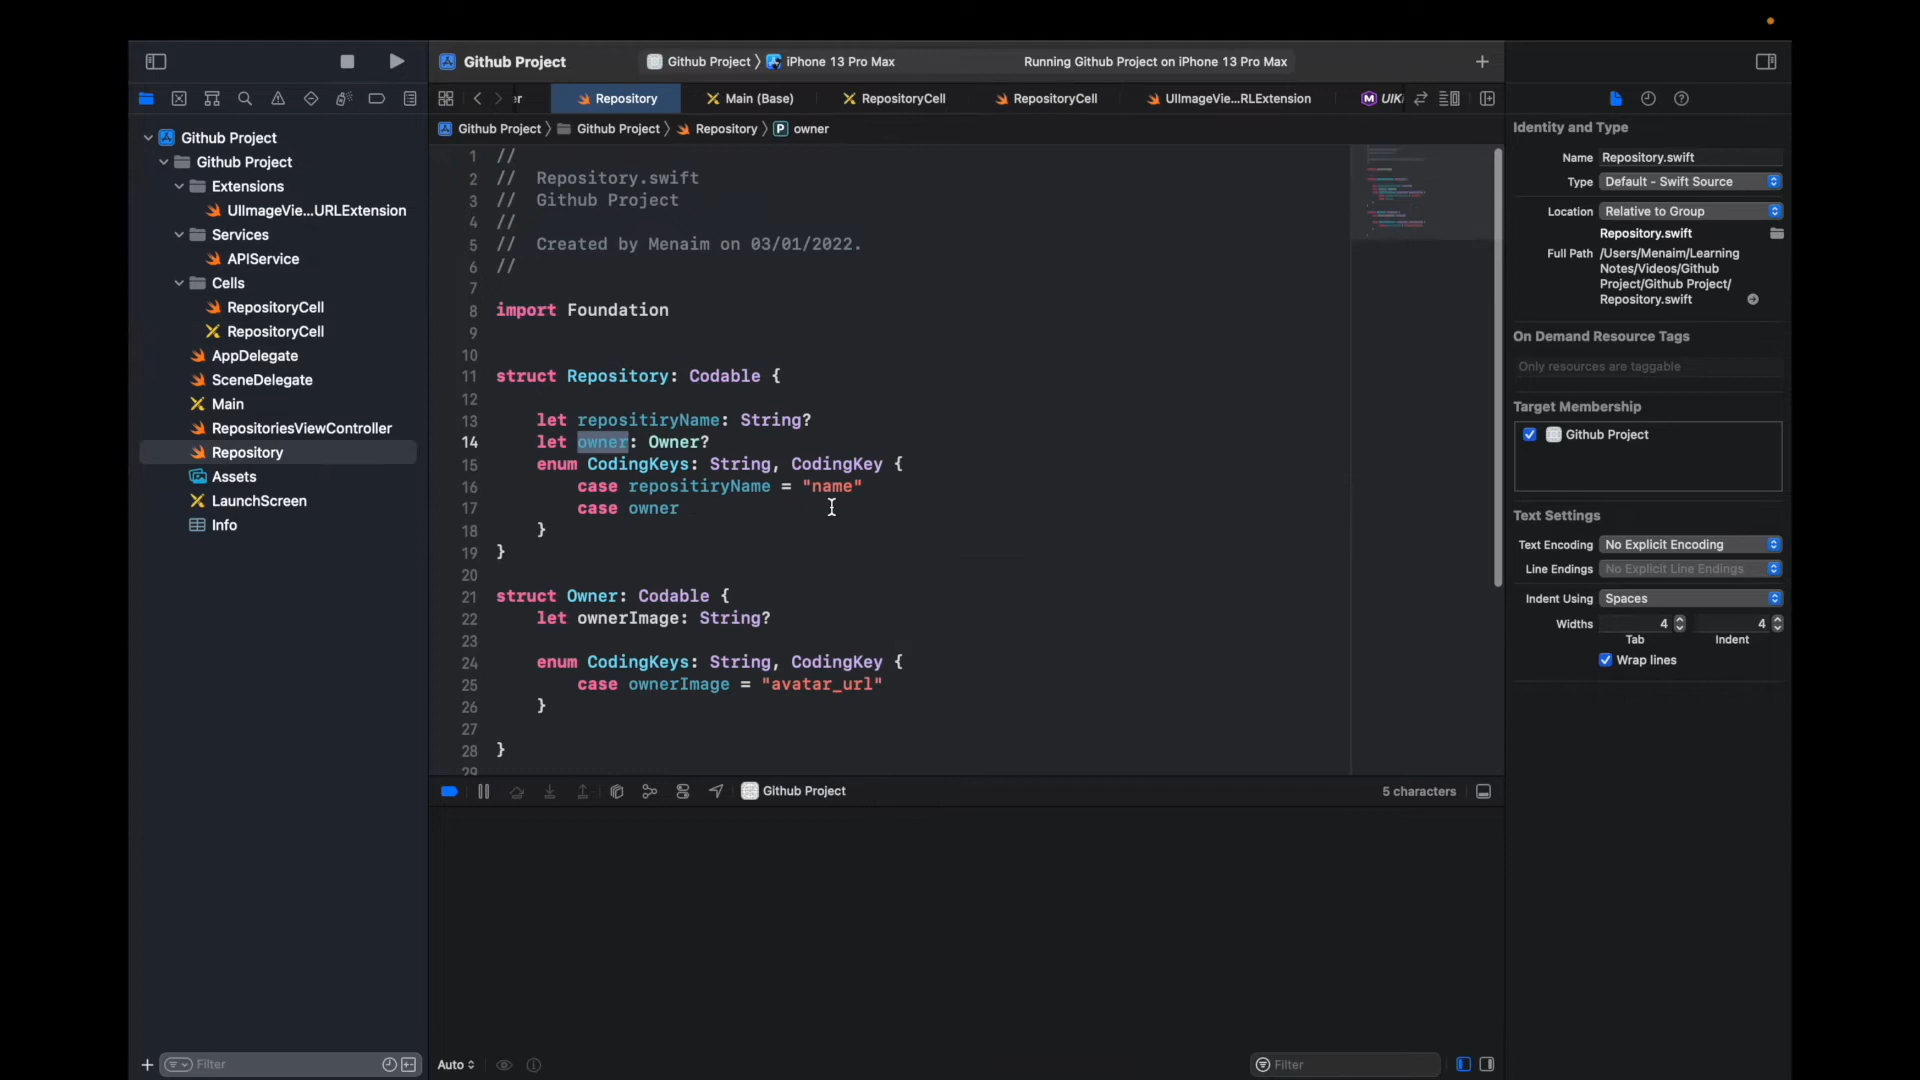 Github Project
Github Project
iPhone 13 Pro Max
Running Github Project on iPhone 13 Pro Max
er
Repository
Main (Base)
RepositoryCell
RepositoryCell
UIImageVie...RLExtension
UIKi
Github Project
Github Project
Repository
P
owner
Github Project
Github Project
Extensions
UIImageVie...URLExtension
Services
APIService
Cells
RepositoryCell
RepositoryCell
AppDelegate
SceneDelegate
Main
RepositoriesViewController
Repository
Assets
LaunchScreen
Info
Filter
1 //
2 //  Repository.swift
3 //  Github Project
4 //
5 //  Created by Menaim on 03/01/2022.
6 //
7
8 import Foundation
9
10
11 struct Repository: Codable {
12
13     let repositiryName: String?
14     let owner: Owner?
15     enum CodingKeys: String, CodingKey {
16         case repositiryName = "name"
17         case owner
18     }
19 }
20
21 struct Owner: Codable {
22     let ownerImage: String?
23
24     enum CodingKeys: String, CodingKey {
25         case ownerImage = "avatar_url"
26     }
27
28 }
29
Github Project
5 characters
Auto
Filter
Identity and Type
Name Repository.swift
Type Default - Swift Source
Location Relative to Group
Repository.swift
Full Path /Users/Menaim/Learning
Notes/Videos/Github
Project/Github Project/
Repository.swift
On Demand Resource Tags
Only resources are taggable
Target Membership
Github Project
Text Settings
Text Encoding No Explicit Encoding
Line Endings No Explicit Line Endings
Indent Using Spaces
Widths 4 4
Tab Indent
Wrap lines